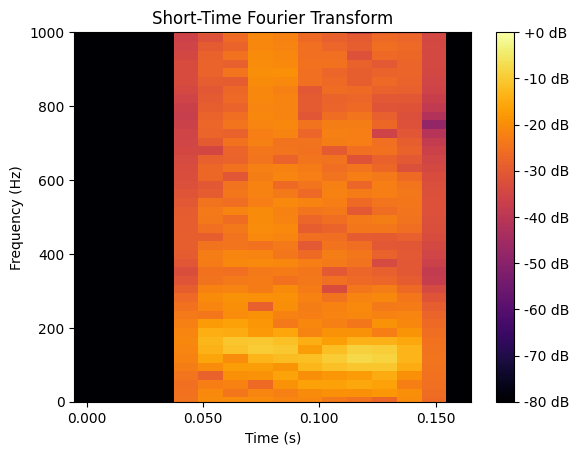 Short-Time Fourier Transform
1000
800
600
400
200
0
Frequency (Hz)
0.000
0.050
0.100
0.150
Time (s)
+0 dB
-10 dB
-20 dB
-30 dB
-40 dB
-50 dB
-60 dB
-70 dB
-80 dB